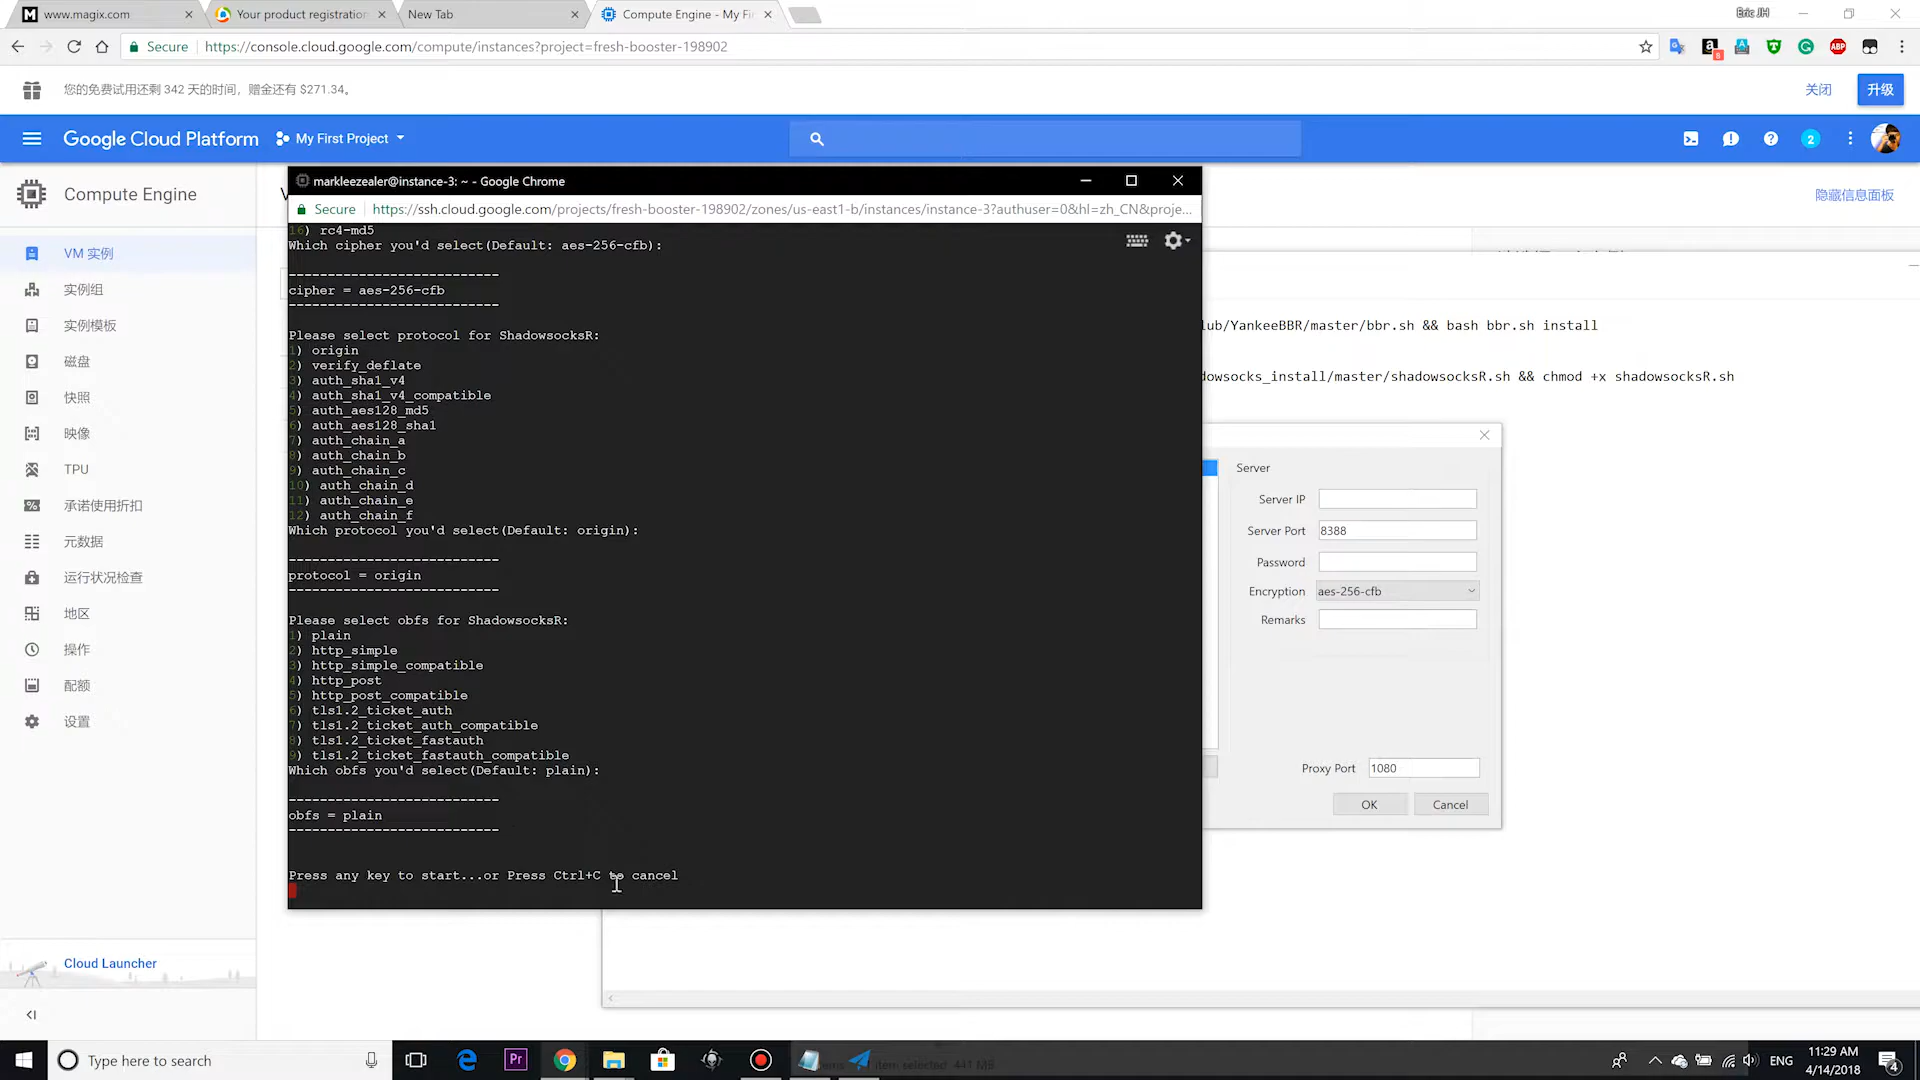 www.magix.com
Your product registration
New Tab
Compute Engine - My Fi
Eric JH
Secure
https://console.cloud.google.com/compute/instances?project=fresh-booster-198902
您的免费试用还剩 342 天的时间，赠金还有 $271.34。
关闭
升级
Google Cloud Platform
My First Project
2
Compute Engine
隐藏信息面板
markleezealer@instance-3: ~ - Google Chrome
Secure
https://ssh.cloud.google.com/projects/fresh-booster-198902/zones/us-east1-b/instances/instance-3?authuser=0&hl=zh_CN&proje...
VM 实例
实例组
实例模板
磁盘
快照
映像
TPU
承诺使用折扣
元数据
运行状况检查
地区
操作
配额
设置
Cloud Launcher
16) rc4-md5
Which cipher you'd select(Default: aes-256-cfb):
---------------------------
cipher = aes-256-cfb
---------------------------
Please select protocol for ShadowsocksR:
1) origin
2) verify_deflate
3) auth_sha1_v4
4) auth_sha1_v4_compatible
5) auth_aes128_md5
6) auth_aes128_sha1
7) auth_chain_a
8) auth_chain_b
9) auth_chain_c
10) auth_chain_d
11) auth_chain_e
12) auth_chain_f
Which protocol you'd select(Default: origin):
---------------------------
protocol = origin
---------------------------
Please select obfs for ShadowsocksR:
1) plain
2) http_simple
3) http_simple_compatible
4) http_post
5) http_post_compatible
6) tls1.2_ticket_auth
7) tls1.2_ticket_auth_compatible
8) tls1.2_ticket_fastauth
9) tls1.2_ticket_fastauth_compatible
Which obfs you'd select(Default: plain):
---------------------------
obfs = plain
---------------------------
Press any key to start...or Press Ctrl+C to cancel
lub/YankeeBBR/master/bbr.sh && bash bbr.sh install
dowsocks_install/master/shadowsocksR.sh && chmod +x shadowsocksR.sh
Server
Server IP
Server Port 8388
Password
Encryption aes-256-cfb
Remarks
Proxy Port 1080
OK
Cancel
Type here to search
item selected 441 MB
ENG
11:29 AM
4/14/2018
4